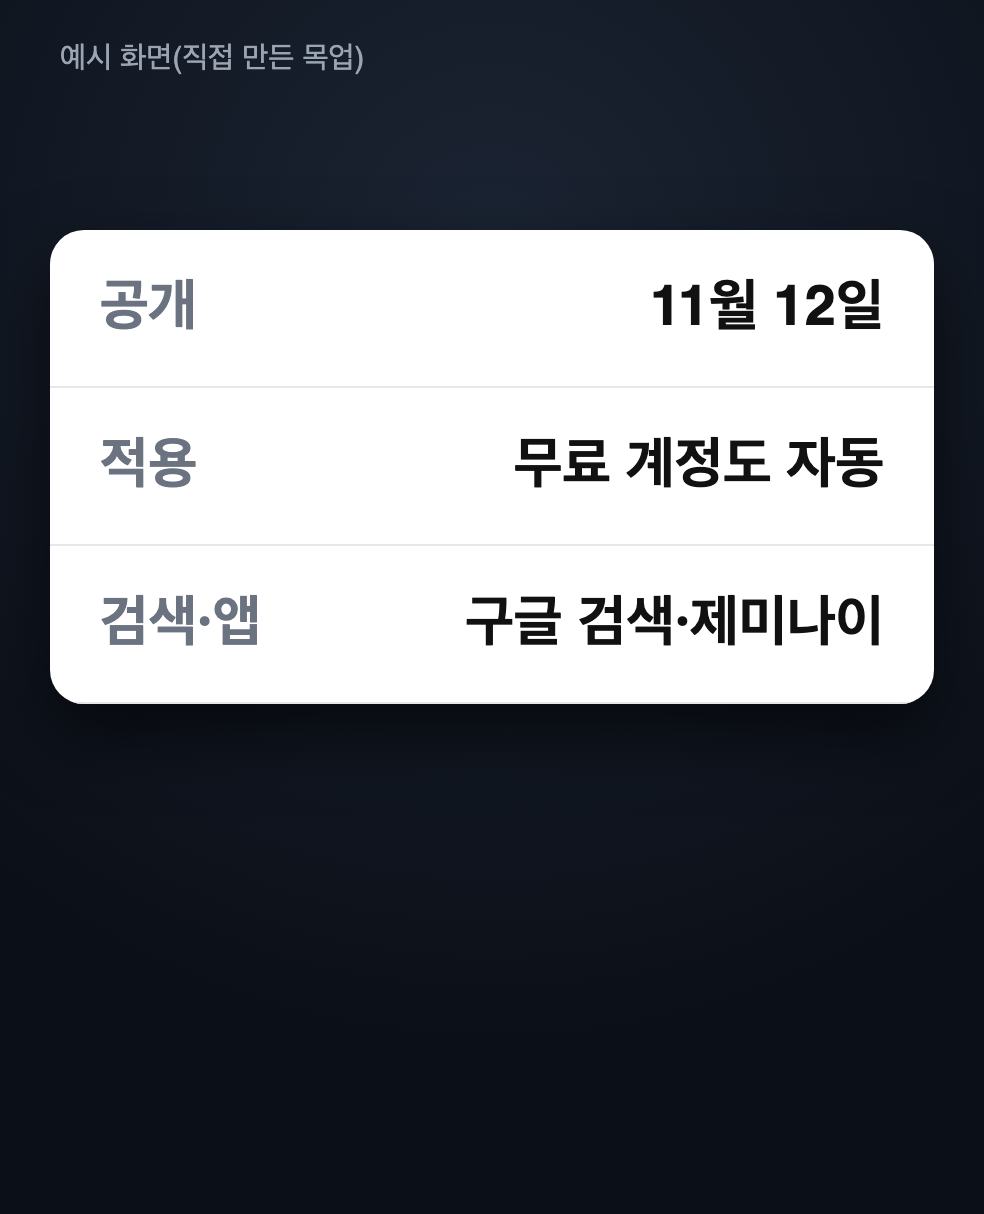 예시 화면(직접 만든 목업)
공개 11월 12일
적용 무료 계정도 자동
검색·앱 구글 검색·제미나이